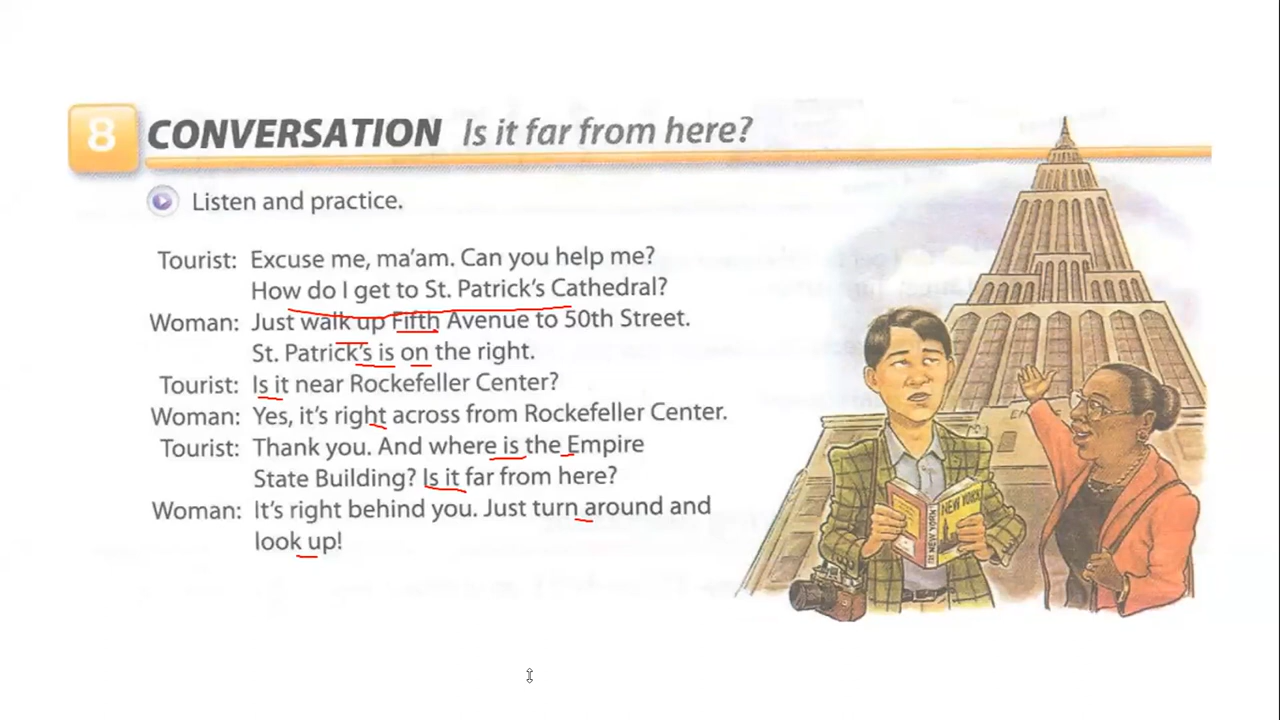 8 CONVERSATION Is it far from here?
Listen and practice.
Tourist: Excuse me, ma'am. Can you help me?
How do I get to St. Patrick's Cathedral?
Woman: Just walk up Fifth Avenue to 50th Street.
St. Patrick's is on the right.
Tourist: Is it near Rockefeller Center?
Woman: Yes, it's right across from Rockefeller Center.
Tourist: Thank you. And where is the Empire
State Building? Is it far from here?
Woman: It's right behind you. Just turn around and
look up!
NEW YORK
NEW YORK